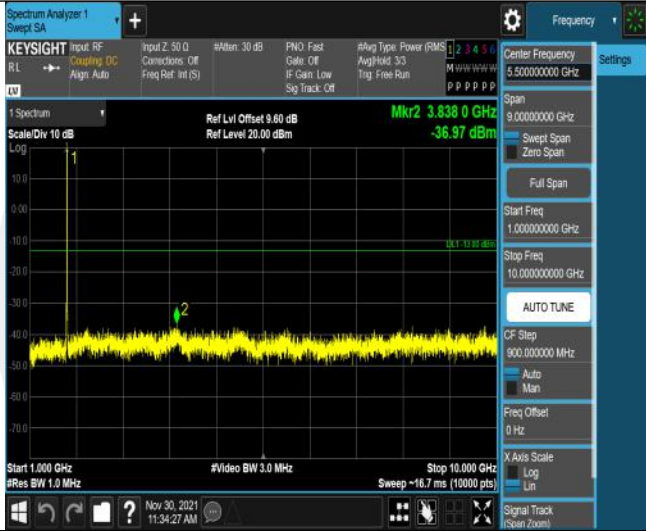 Spectrum Analyzer 1
Swept SA
+
Frequency
KEYSIGHT
RL
LV
Input: RF
Coupling: DC
Align: Auto
Input Z: 50 Ω
Corrections: Off
Freq Ref: Int (S)
#Atten: 30 dB
PNO: Fast
Gate: Off
IF Gain: Low
Sig Track: Off
#Avg Type: Power (RMS
Avg|Hold: 3/3
Trig: Free Run
1 2 3 4 5 6
M W W W W W
P P P P P P
Center Frequency
5.500000000 GHz
Settings
Span
9.00000000 GHz
Swept Span
Zero Span
Full Span
Start Freq
1.000000000 GHz
Stop Freq
10.000000000 GHz
AUTO TUNE
CF Step
900.000000 MHz
Auto
Man
Freq Offset
0 Hz
X Axis Scale
Log
Lin
Signal Track
(Span Zoom)
1 Spectrum
Scale/Div 10 dB
Log
Ref Lvl Offset 9.60 dB
Ref Level 20.00 dBm
Mkr2 3.838 0 GHz
-36.97 dBm
1
10.0
0.00
-10.0
DL1 -13.00 dBm
-20.0
-30.0
2
-40.0
-50.0
-60.0
-70.0
Start 1.000 GHz
#Res BW 1.0 MHz
#Video BW 3.0 MHz
Stop 10.000 GHz
Sweep ~16.7 ms (10000 pts)
?
Nov 30, 2021
11:34:27 AM